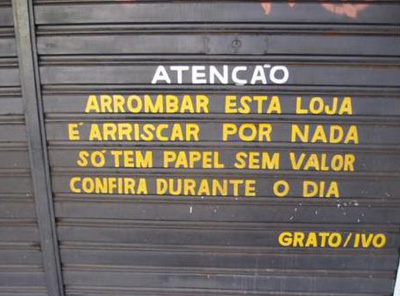 ATENÇÃO
ARROMBAR ESTA LOJA
É ARRISCAR POR NADA
SÓ TEM PAPEL SEM VALOR
CONFIRA DURANTE O DIA
GRATO/IVO